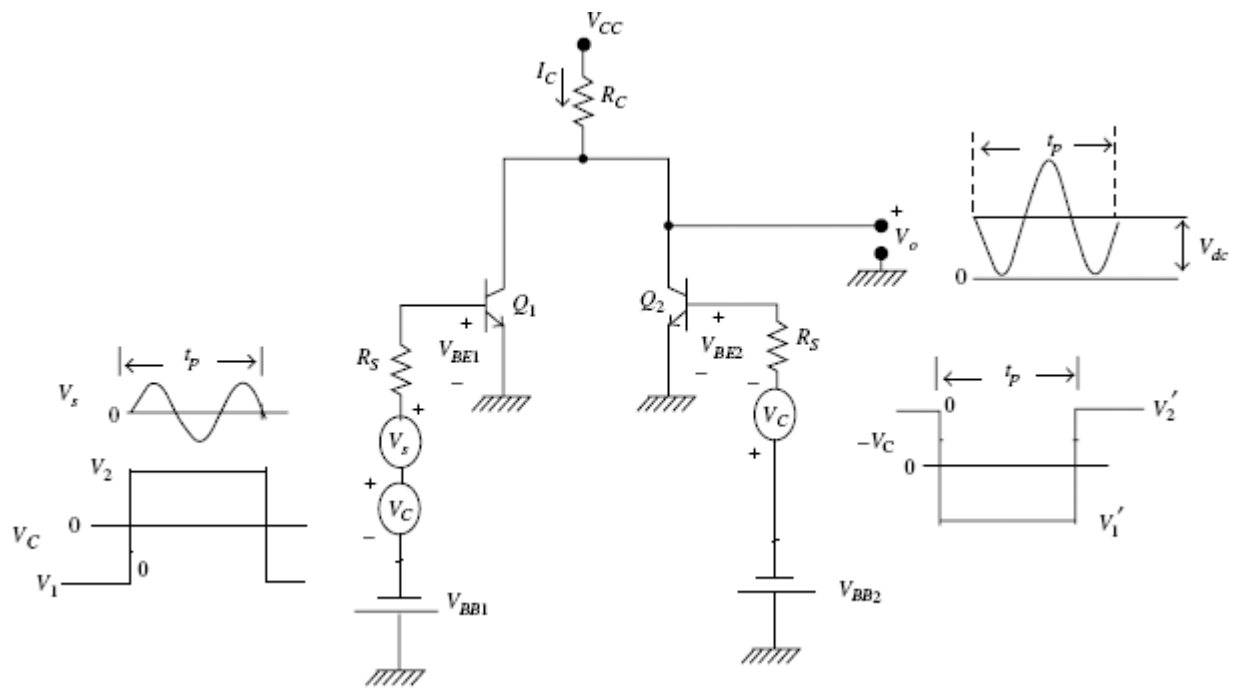 V_CC
I_C
R_C
t_p
+
V_o
V_dc
0
Q_1
Q_2
+
V_BE1
−
+
V_BE2
−
R_S
R_S
t_p
V_s
0
+
V_s
−
V_C
+
t_p
0
V_2'
−V_C
0
V_1'
V_2
V_C
0
V_1
0
+
V_C
−
V_BB1
V_BB2